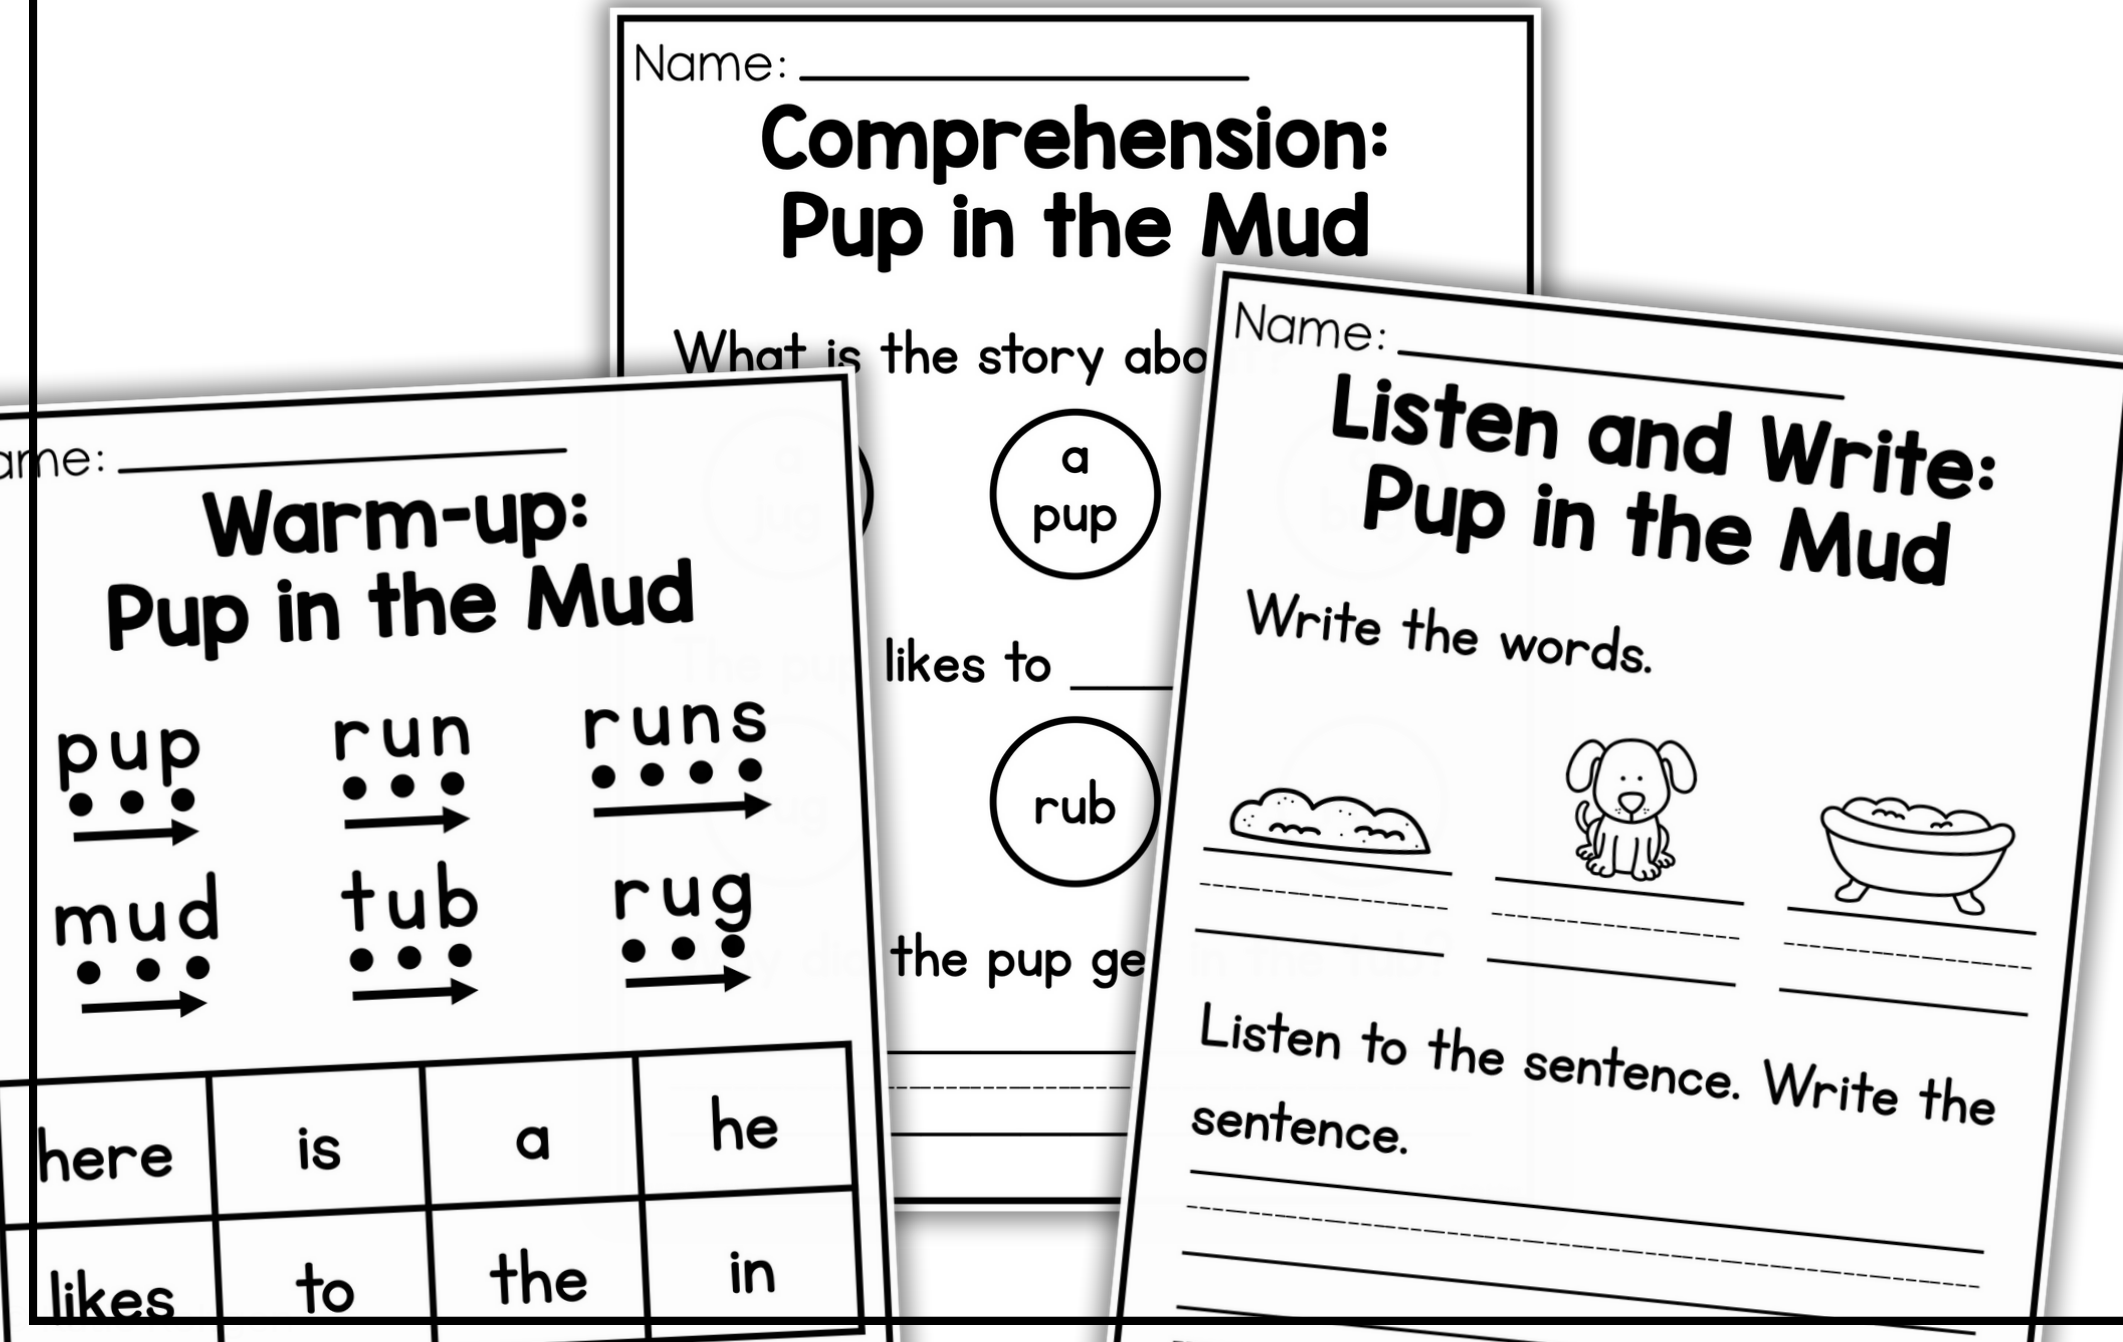 Name:
Comprehension:
Pup in the Mud
What is the story abo
a
pup
likes to
rub
the pup ge
ame:
Warm-up:
Pup in the Mud
pup run runs
mud tub rug
here is a he
likes to the in
Name:
Listen and Write:
Pup in the Mud
Write the words.
Listen to the sentence. Write the
sentence.